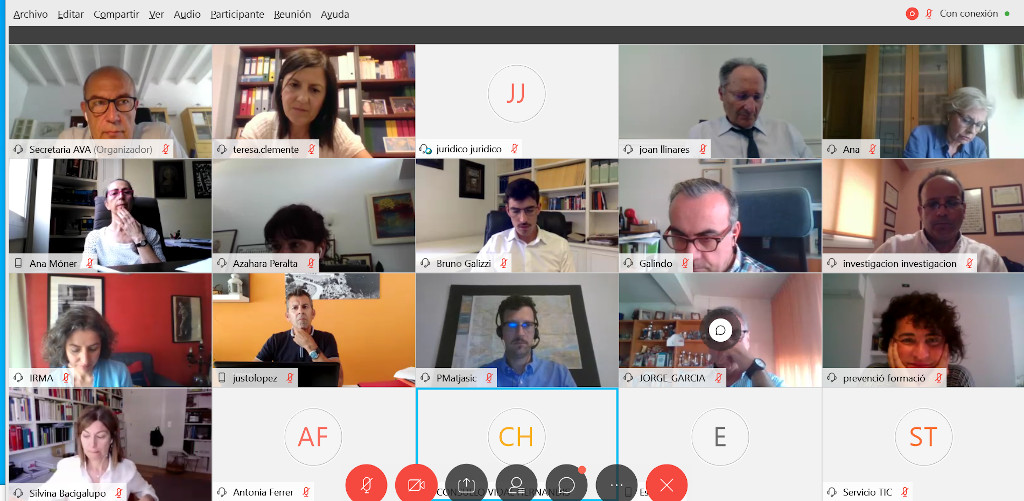 Archivo Editar Compartir Ver Audio Participante Reunión Ayuda
Con conexión
Secretaria AVA (Organizador)
teresa.clemente
JJ
juridico juridico
joan llinares
Ana
Ana Móner
Azahara Peralta
Bruno Galizzi
Galindo
investigacion investigacion
IRMA
justolopez
PMatjasic
JORGE GARCIA
prevenció formació
Silvina Bacigalupo
AF
Antonia Ferrer
CH
E
ST
Servicio TIC